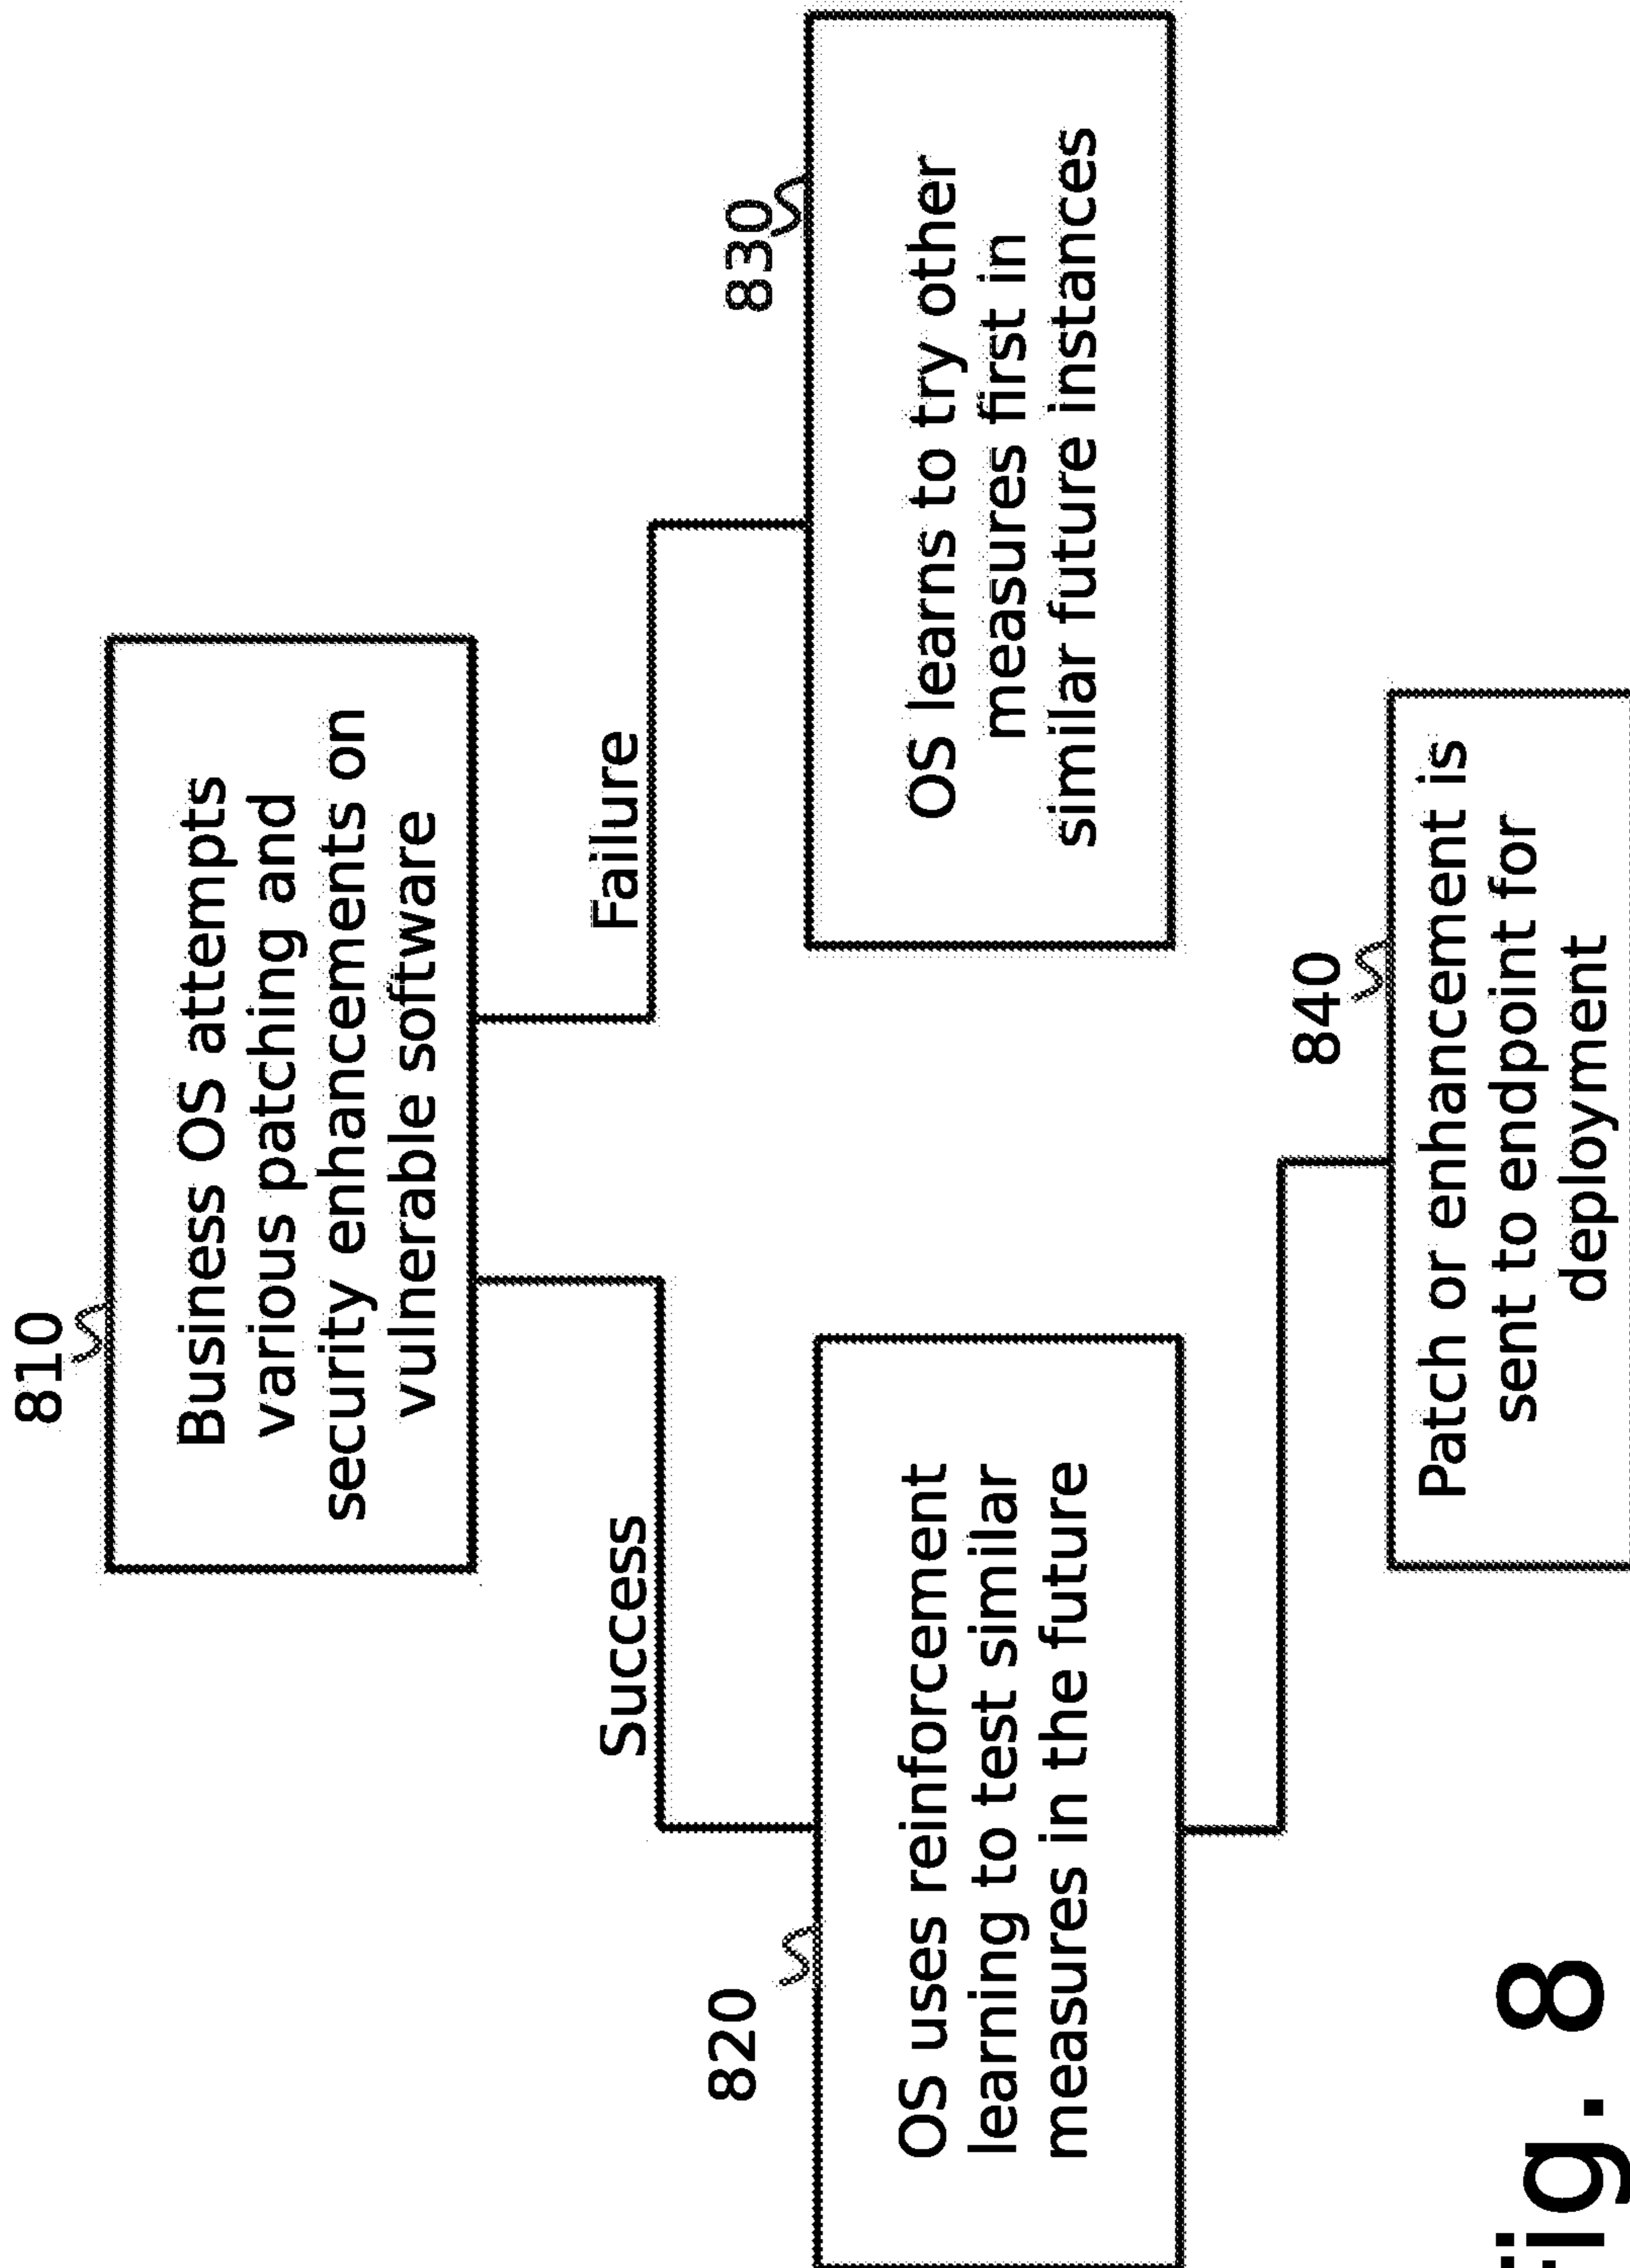 810
Business OS attempts
various patching and
security enhancements on
vulnerable software
Success
Failure
820
OS uses reinforcement
learning to test similar
measures in the future
830
OS learns to try other
measures first in
similar future instances
840
Patch or enhancement is
sent to endpoint for
deployment
Fig. 8